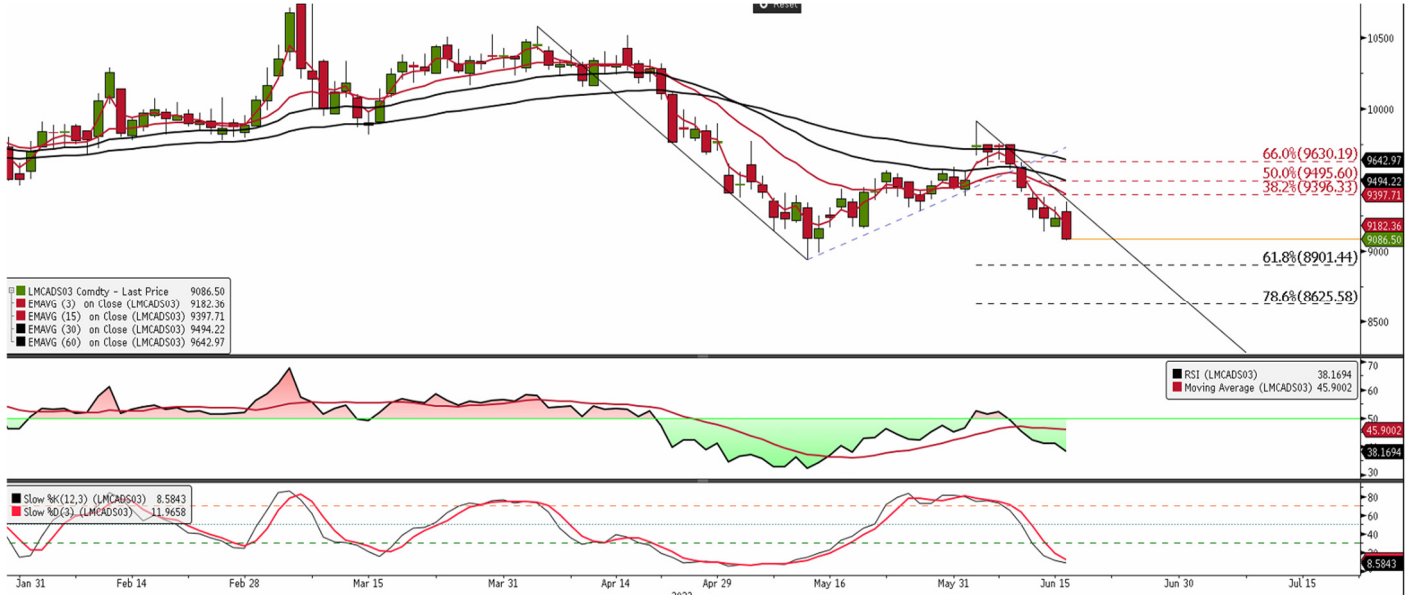 Reset
10500
10000
66.0%(9630.19)
9642.97
50.0%(9495.60)
9494.22
38.2%(9396.33)
9397.71
9182.36
9086.50
9000
61.8%(8901.44)
78.6%(8625.58)
8500
LMCADS03 Comdty - Last Price 9086.50
EMAVG (3) on Close (LMCADS03) 9182.36
EMAVG (15) on Close (LMCADS03) 9397.71
EMAVG (30) on Close (LMCADS03) 9494.22
EMAVG (60) on Close (LMCADS03) 9642.97
70
RSI (LMCADS03) 38.1694
Moving Average (LMCADS03) 45.9002
60
50
45.9002
38.1694
30
Slow %K(12,3) (LMCADS03) 8.5843
Slow %D(3) (LMCADS03) 11.9658
80
60
40
8.5843
Jan 31 Feb 14 Feb 28 Mar 15 Mar 31 Apr 14 Apr 29 May 16 May 31 Jun 15 Jun 30 Jul 15